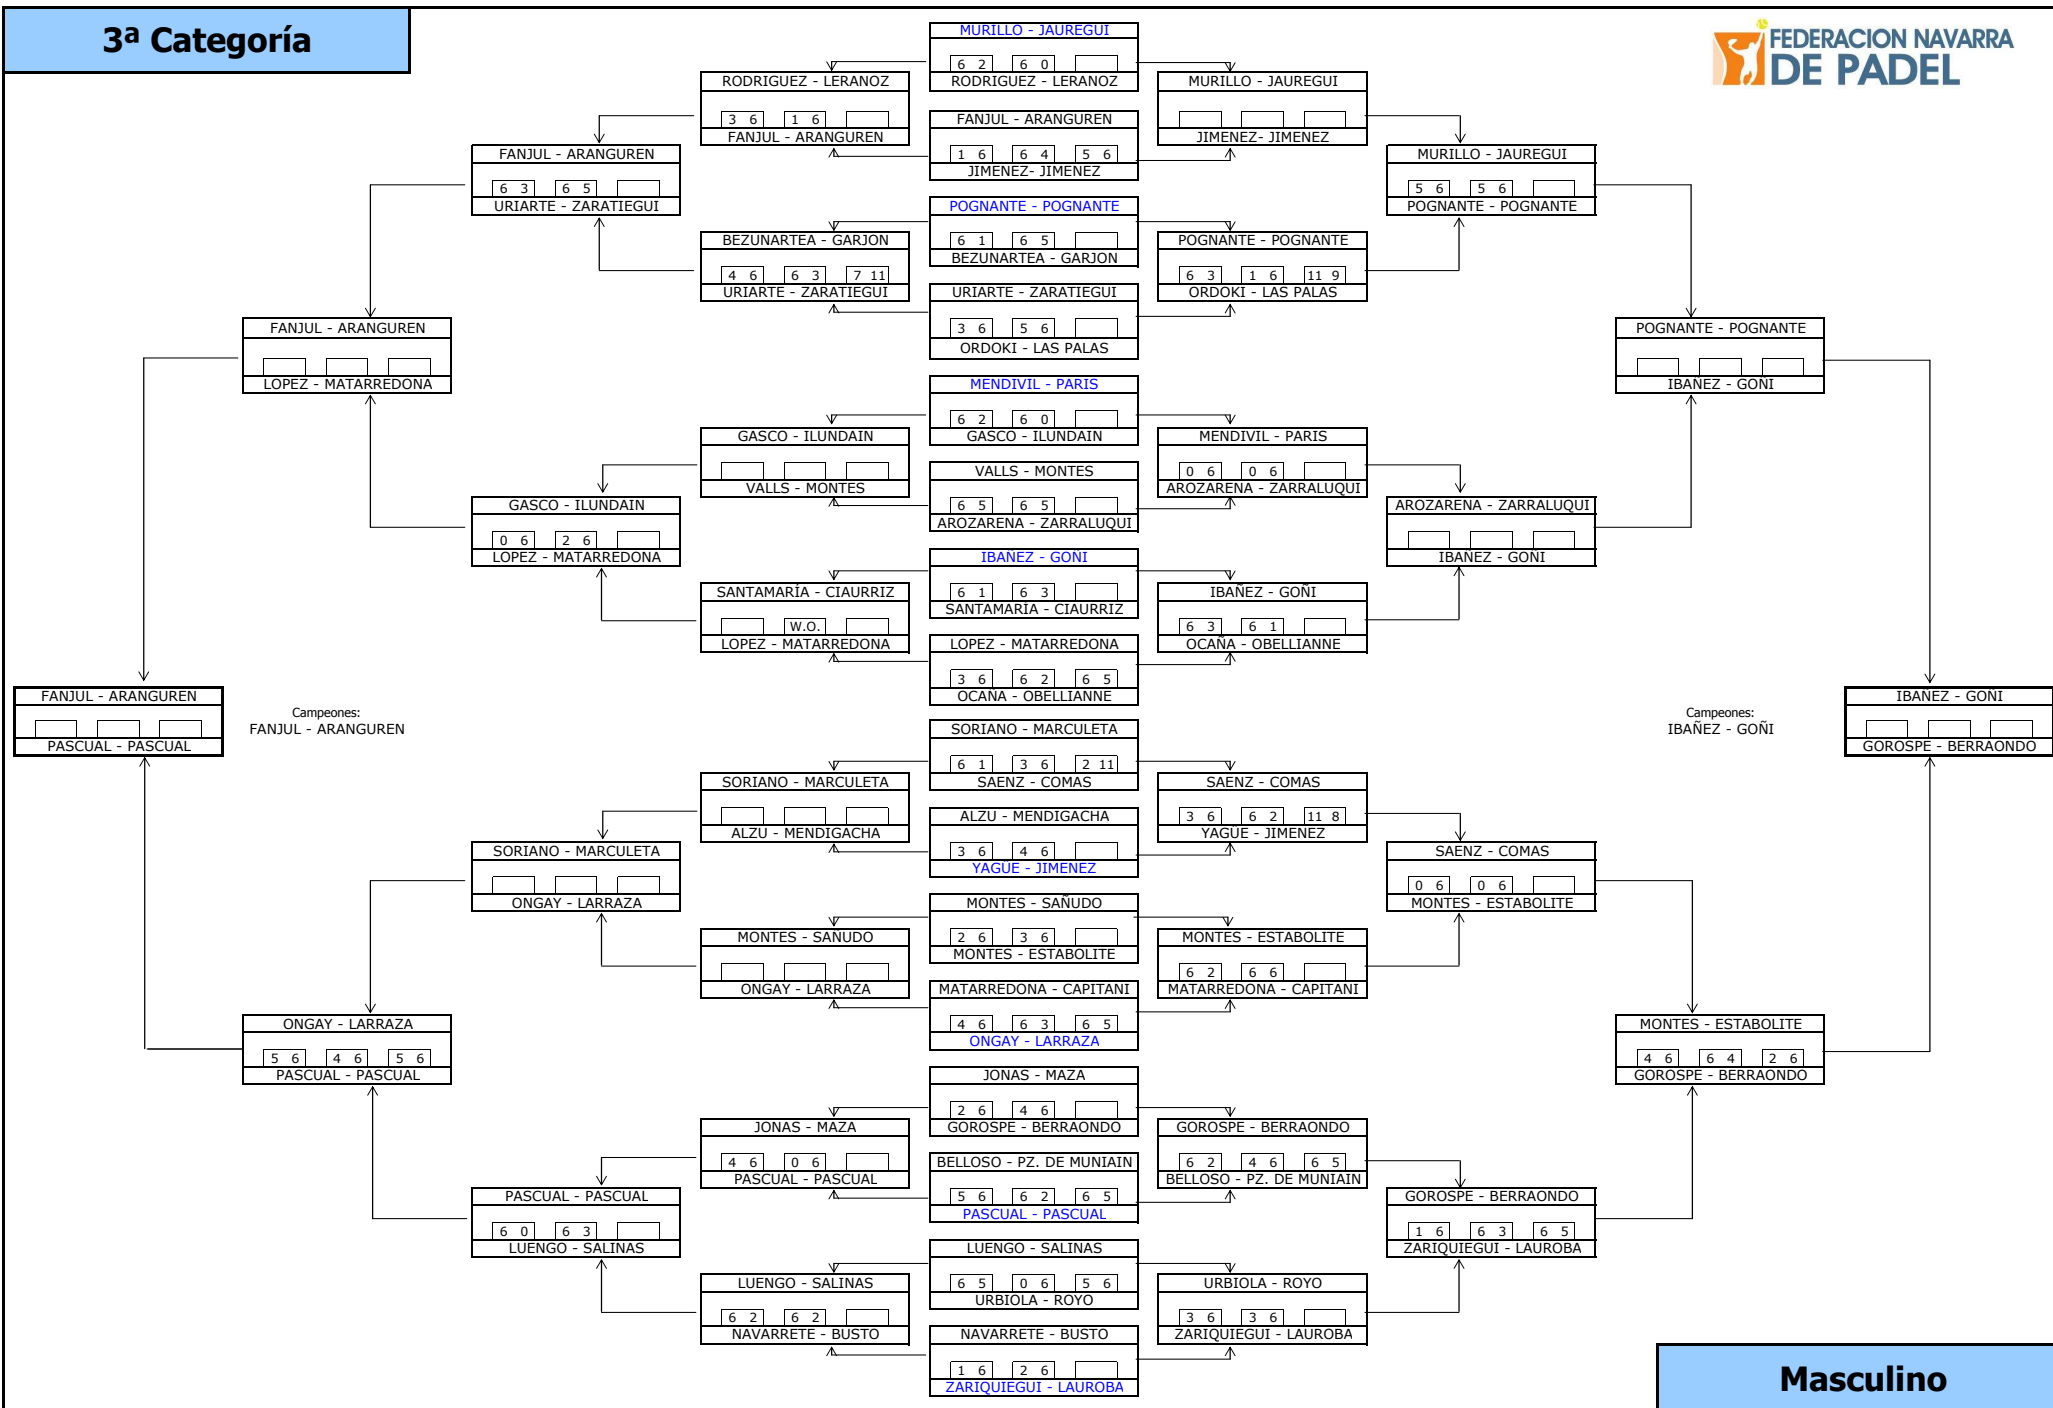 3ª Categoría
FEDERACION NAVARRA
DE PADEL
MURILLO - JAUREGUI
6 2 6 0
RODRIGUEZ - LERANOZ
FANJUL - ARANGUREN
1 6 6 4 5 6
JIMENEZ- JIMENEZ
POGNANTE - POGNANTE
6 1 6 5
BEZUNARTEA - GARJON
URIARTE - ZARATIEGUI
3 6 5 6
ORDOKI - LAS PALAS
MENDIVIL - PARIS
6 2 6 0
GASCO - ILUNDAIN
VALLS - MONTES
6 5 6 5
AROZARENA - ZARRALUQUI
IBAÑEZ - GOÑI
6 1 6 3
SANTAMARÍA - CIAURRIZ
LOPEZ - MATARREDONA
3 6 6 2 6 5
OCAÑA - OBELLIANNE
SORIANO - MARCULETA
6 1 3 6 2 11
SAENZ - COMAS
ALZU - MENDIGACHA
3 6 4 6
YAGÜE - JIMENEZ
MONTES - SAÑUDO
2 6 3 6
MONTES - ESTABOLITE
MATARREDONA - CAPITANI
4 6 6 3 6 5
ONGAY - LARRAZA
JONAS - MAZA
2 6 4 6
GOROSPE - BERRAONDO
BELLOSO - PZ. DE MUNIAIN
5 6 6 2 6 5
PASCUAL - PASCUAL
LUENGO - SALINAS
6 5 0 6 5 6
URBIOLA - ROYO
NAVARRETE - BUSTO
1 6 2 6
ZARIQUIEGUI - LAUROBA
RODRIGUEZ - LERANOZ
3 6 1 6
FANJUL - ARANGUREN
BEZUNARTEA - GARJON
4 6 6 3 7 11
URIARTE - ZARATIEGUI
GASCO - ILUNDAIN
VALLS - MONTES
SANTAMARÍA - CIAURRIZ
W.O.
LOPEZ - MATARREDONA
SORIANO - MARCULETA
ALZU - MENDIGACHA
MONTES - SAÑUDO
ONGAY - LARRAZA
JONAS - MAZA
4 6 0 6
PASCUAL - PASCUAL
LUENGO - SALINAS
6 2 6 2
NAVARRETE - BUSTO
FANJUL - ARANGUREN
6 3 6 5
URIARTE - ZARATIEGUI
GASCO - ILUNDAIN
0 6 2 6
LOPEZ - MATARREDONA
SORIANO - MARCULETA
ONGAY - LARRAZA
PASCUAL - PASCUAL
6 0 6 3
LUENGO - SALINAS
FANJUL - ARANGUREN
LOPEZ - MATARREDONA
ONGAY - LARRAZA
5 6 4 6 5 6
PASCUAL - PASCUAL
FANJUL - ARANGUREN
PASCUAL - PASCUAL
Campeones:
FANJUL - ARANGUREN
MURILLO - JAUREGUI
JIMENEZ- JIMENEZ
POGNANTE - POGNANTE
6 3 1 6 11 9
ORDOKI - LAS PALAS
MENDIVIL - PARIS
0 6 0 6
AROZARENA - ZARRALUQUI
IBAÑEZ - GOÑI
6 3 6 1
OCAÑA - OBELLIANNE
SAENZ - COMAS
3 6 6 2 11 8
YAGÜE - JIMENEZ
MONTES - ESTABOLITE
6 2 6 6
MATARREDONA - CAPITANI
GOROSPE - BERRAONDO
6 2 4 6 6 5
BELLOSO - PZ. DE MUNIAIN
URBIOLA - ROYO
3 6 3 6
ZARIQUIEGUI - LAUROBA
MURILLO - JAUREGUI
5 6 5 6
POGNANTE - POGNANTE
AROZARENA - ZARRALUQUI
IBAÑEZ - GOÑI
SAENZ - COMAS
0 6 0 6
MONTES - ESTABOLITE
GOROSPE - BERRAONDO
1 6 6 3 6 5
ZARIQUIEGUI - LAUROBA
POGNANTE - POGNANTE
IBAÑEZ - GOÑI
MONTES - ESTABOLITE
4 6 6 4 2 6
GOROSPE - BERRAONDO
Campeones:
IBAÑEZ - GOÑI
IBAÑEZ - GOÑI
GOROSPE - BERRAONDO
Masculino